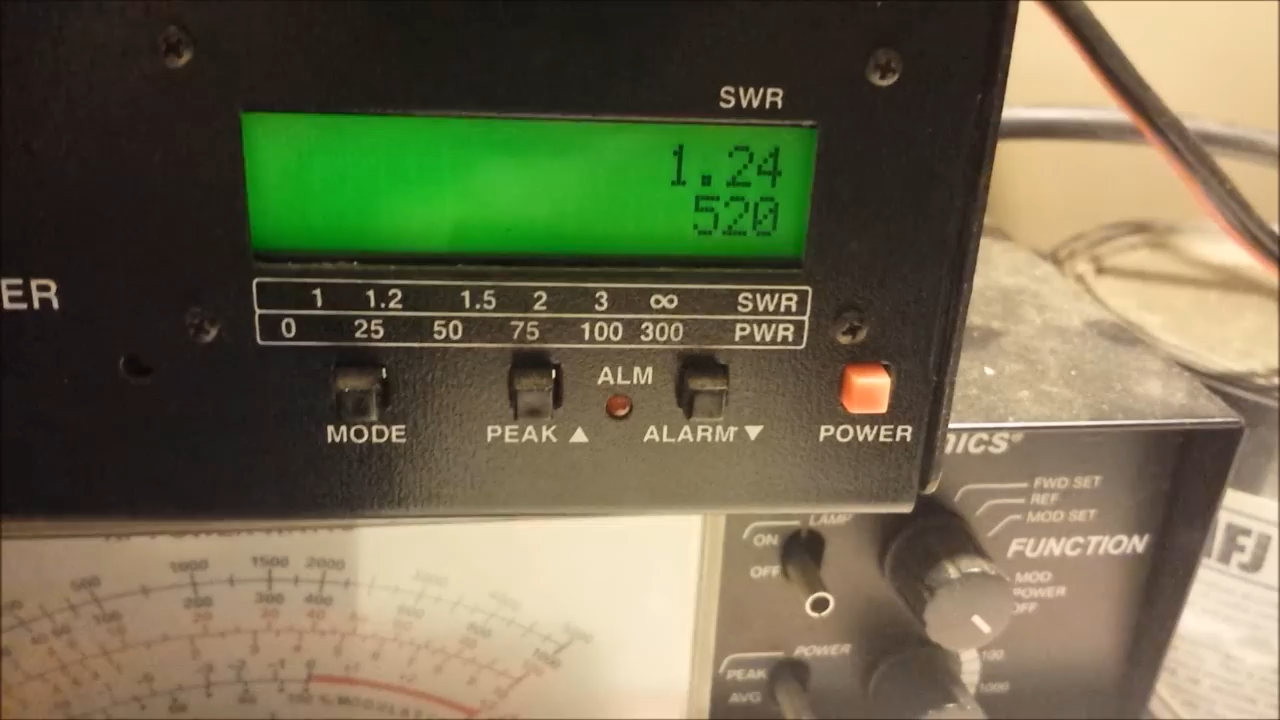 SWR
1.24
520
ER
1 1.2 1.5 2 3 ∞ SWR
0 25 50 75 100 300 PWR
ALM
MODE PEAK ▲ ALARM ▼ POWER
NICS®
FWD SET
REF
MOD SET
LAMP
ON
OFF
FUNCTION
MOD
POWER
OFF
FJ
500 1000 1500 2000
100 200 300 400
POWER
PEAK
AVG
100
1000